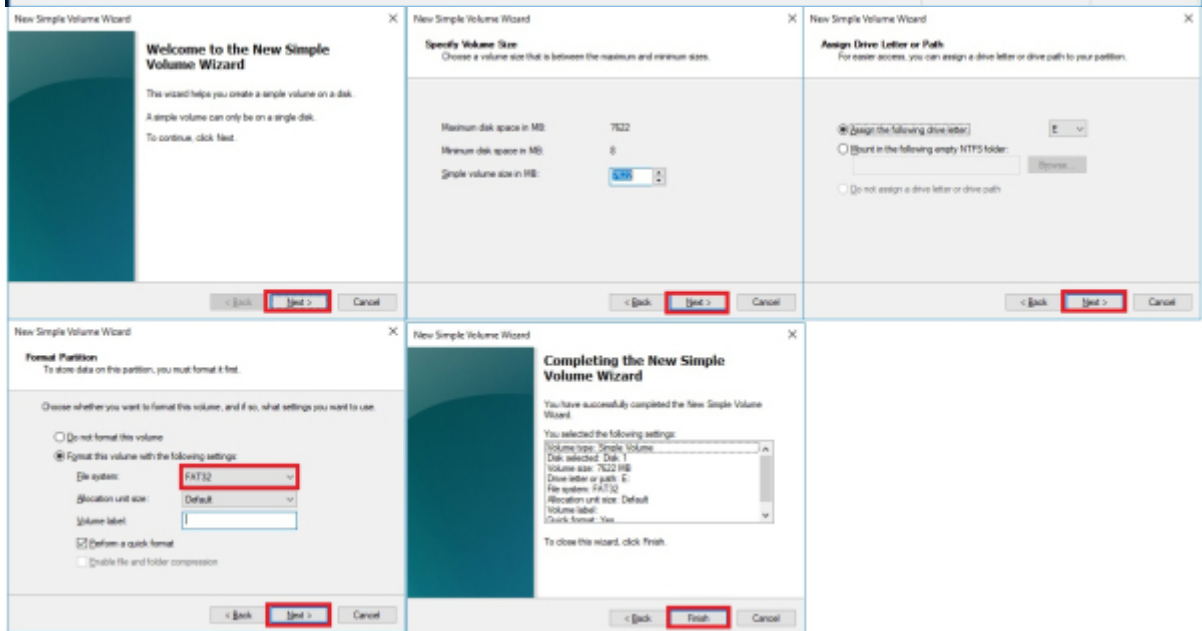 New Simple Volume Wizard
Welcome to the New Simple
Volume Wizard
This wizard helps you create a simple volume on a disk.
A simple volume can only be on a single disk.
To continue, click Next.
< Back
Next >
Cancel
New Simple Volume Wizard
Specify Volume Size
Choose a volume size that is between the maximum and minimum sizes.
Maximum disk space in MB: 7622
Minimum disk space in MB: 8
Simple volume size in MB: 7622
< Back
Next >
Cancel
New Simple Volume Wizard
Assign Drive Letter or Path
For easier access, you can assign a drive letter or drive path to your partition.
Assign the following drive letter: E
Mount in the following empty NTFS folder:
Browse...
Do not assign a drive letter or drive path
< Back
Next >
Cancel
New Simple Volume Wizard
Format Partition
To store data on this partition, you must format it first.
Choose whether you want to format this volume, and if so, what settings you want to use.
Do not format this volume
Format this volume with the following settings:
File system: FAT32
Allocation unit size: Default
Volume label:
Perform a quick format
Enable file and folder compression
< Back
Next >
Cancel
New Simple Volume Wizard
Completing the New Simple
Volume Wizard
You have successfully completed the New Simple Volume
Wizard.
You selected the following settings:
Volume type: Simple Volume
Disk selected: Disk 1
Volume size: 7622 MB
Drive letter or path: E:
File system: FAT32
Allocation unit size: Default
Volume label:
Quick format: Yes
To close this wizard, click Finish.
< Back
Finish
Cancel